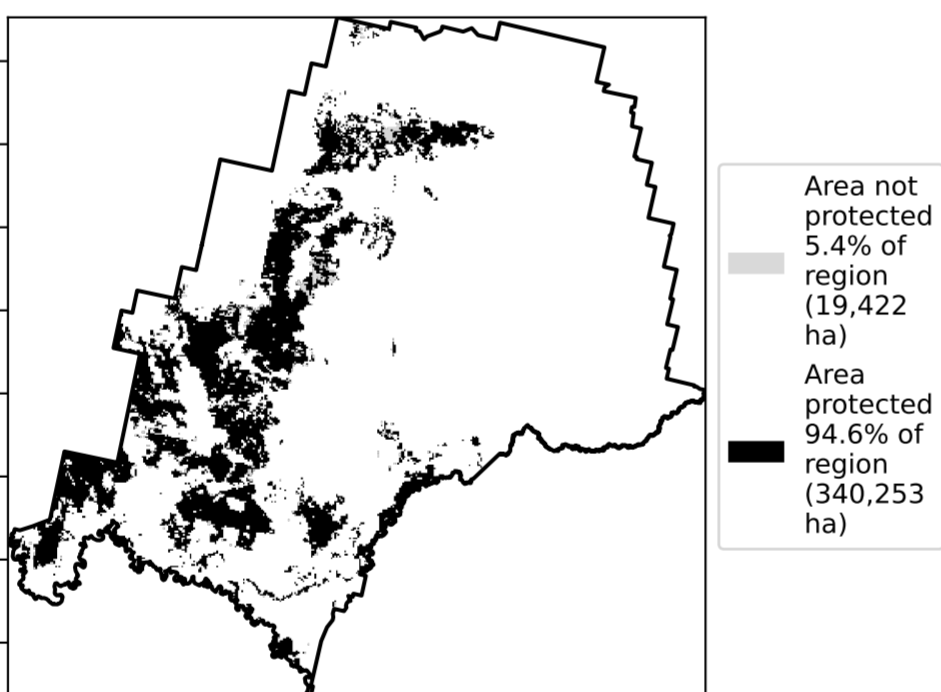 Area not
protected
5.4% of
region
(19,422
ha)
Area
protected
94.6% of
region
(340,253
ha)